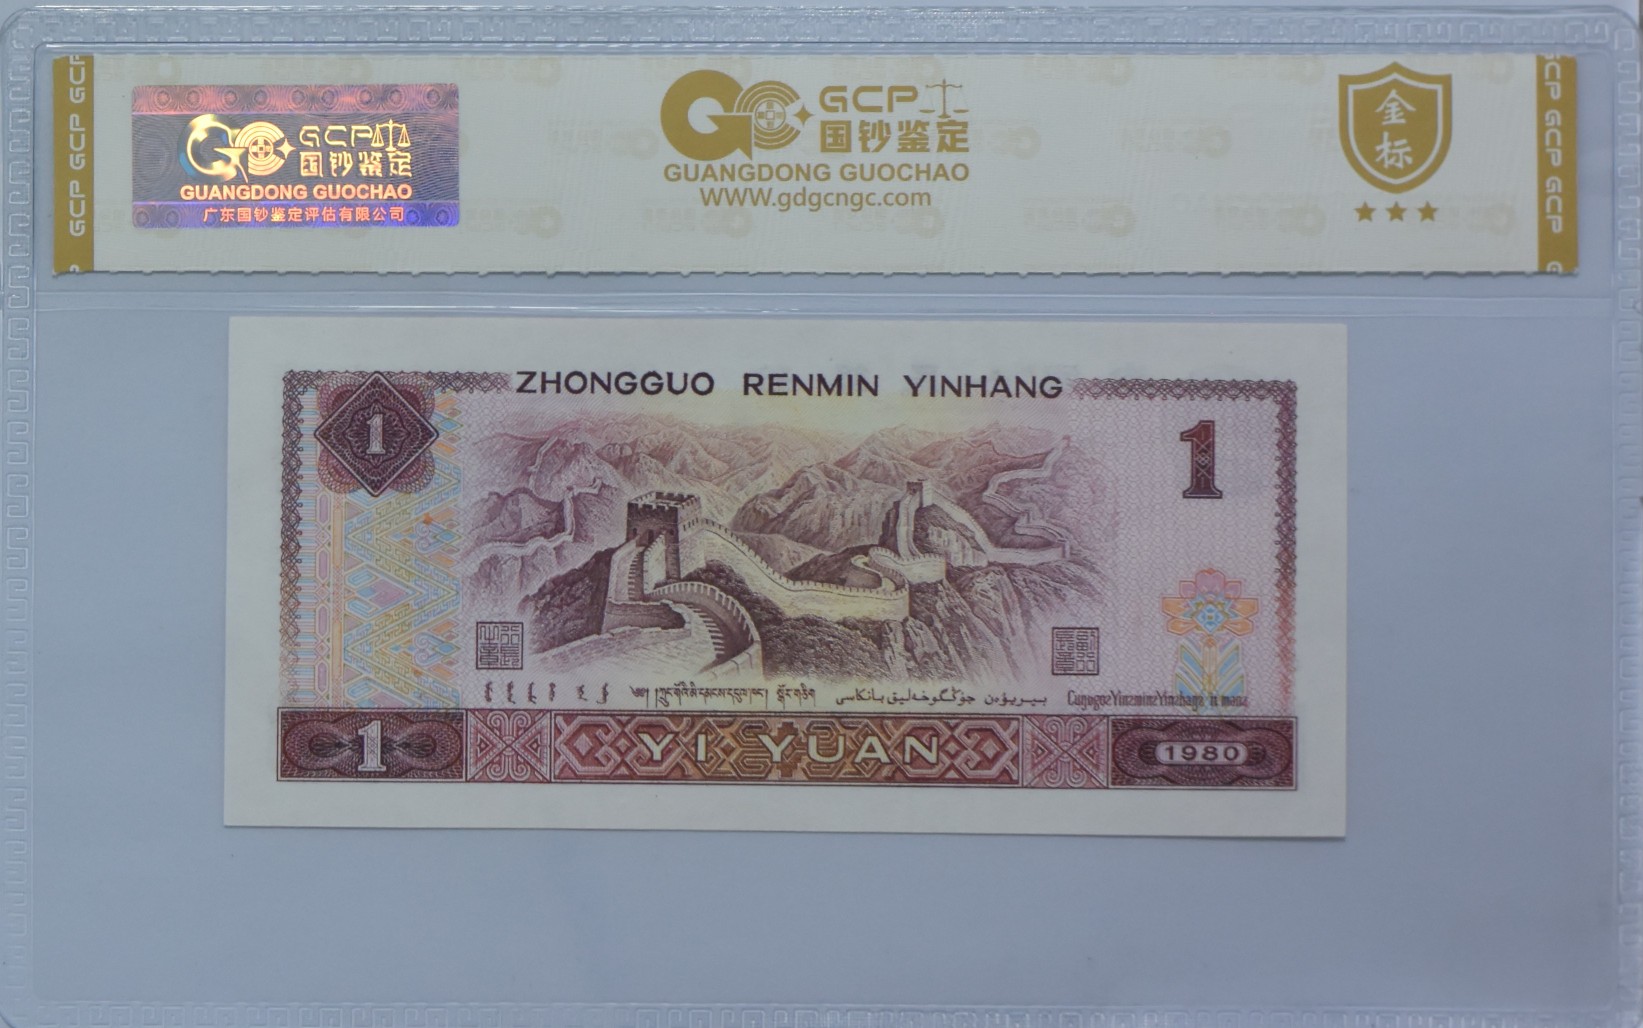 GCP
国钞鉴定
GUANGDONG GUOCHAO
广东国钞鉴定评估有限公司
GCP
国钞鉴定
GUANGDONG GUOCHAO
www.gdgcngc.com
金标
GCP GCP GCP
GCP GCP GCP
ZHONGGUO RENMIN YINHANG
1
1
YI YUAN
1
1980